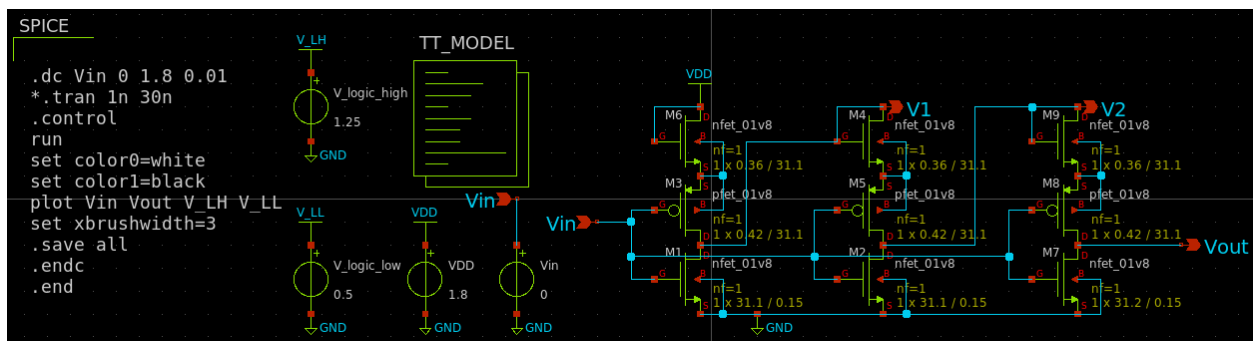 SPICE
.dc Vin 0 1.8 0.01
*.tran 1n 30n
.control
run
set color0=white
set color1=black
plot Vin Vout V_LH V_LL
set xbrushwidth=3
.save all
.endc
.end
V_LH
+
V_logic_high
1.25
GND
V_LL
+
V_logic_low
0.5
GND
TT_MODEL
VDD
+
VDD
1.8
GND
Vin
+
Vin
0
GND
Vin
VDD
M6
D
G
B
S
nfet_01v8
nf=1
1 x 0.36 / 31.1
M3
S
G
B
D
pfet_01v8
nf=1
1 x 0.42 / 31.1
M1
D
G
B
S
nfet_01v8
nf=1
1 x 31.1 / 0.15
GND
V1
M4
D
G
B
S
nfet_01v8
nf=1
1 x 0.36 / 31.1
M5
S
G
B
D
pfet_01v8
nf=1
1 x 0.42 / 31.1
M2
D
G
B
S
nfet_01v8
nf=1
1 x 31.1 / 0.15
V2
M9
D
G
B
S
nfet_01v8
nf=1
1 x 0.36 / 31.1
M8
S
G
B
D
pfet_01v8
nf=1
1 x 0.42 / 31.1
Vout
M7
D
G
B
S
nfet_01v8
nf=1
1 x 31.2 / 0.15